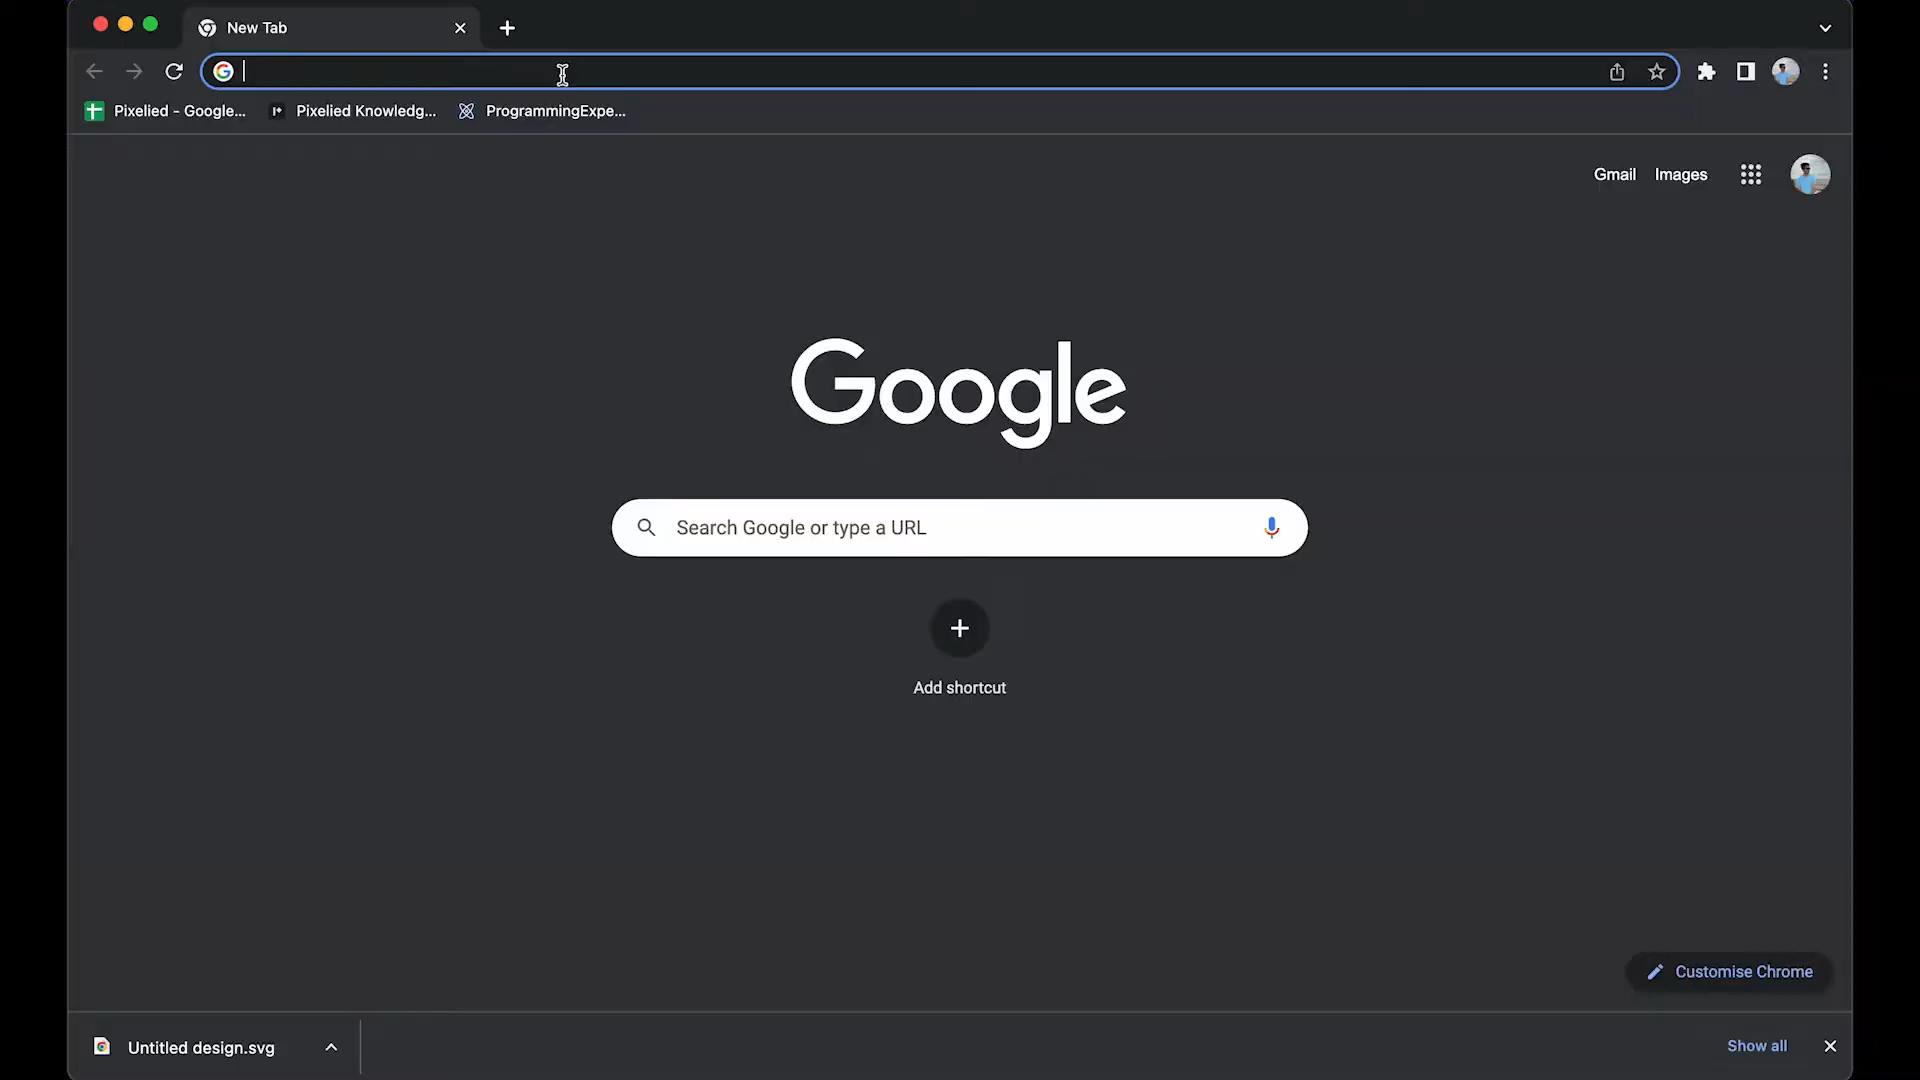 New Tab
Pixelied - Google...
Pixelied Knowledg...
ProgrammingExpe...
Gmail
Images
Google
Search Google or type a URL
Add shortcut
Customise Chrome
Untitled design.svg
Show all